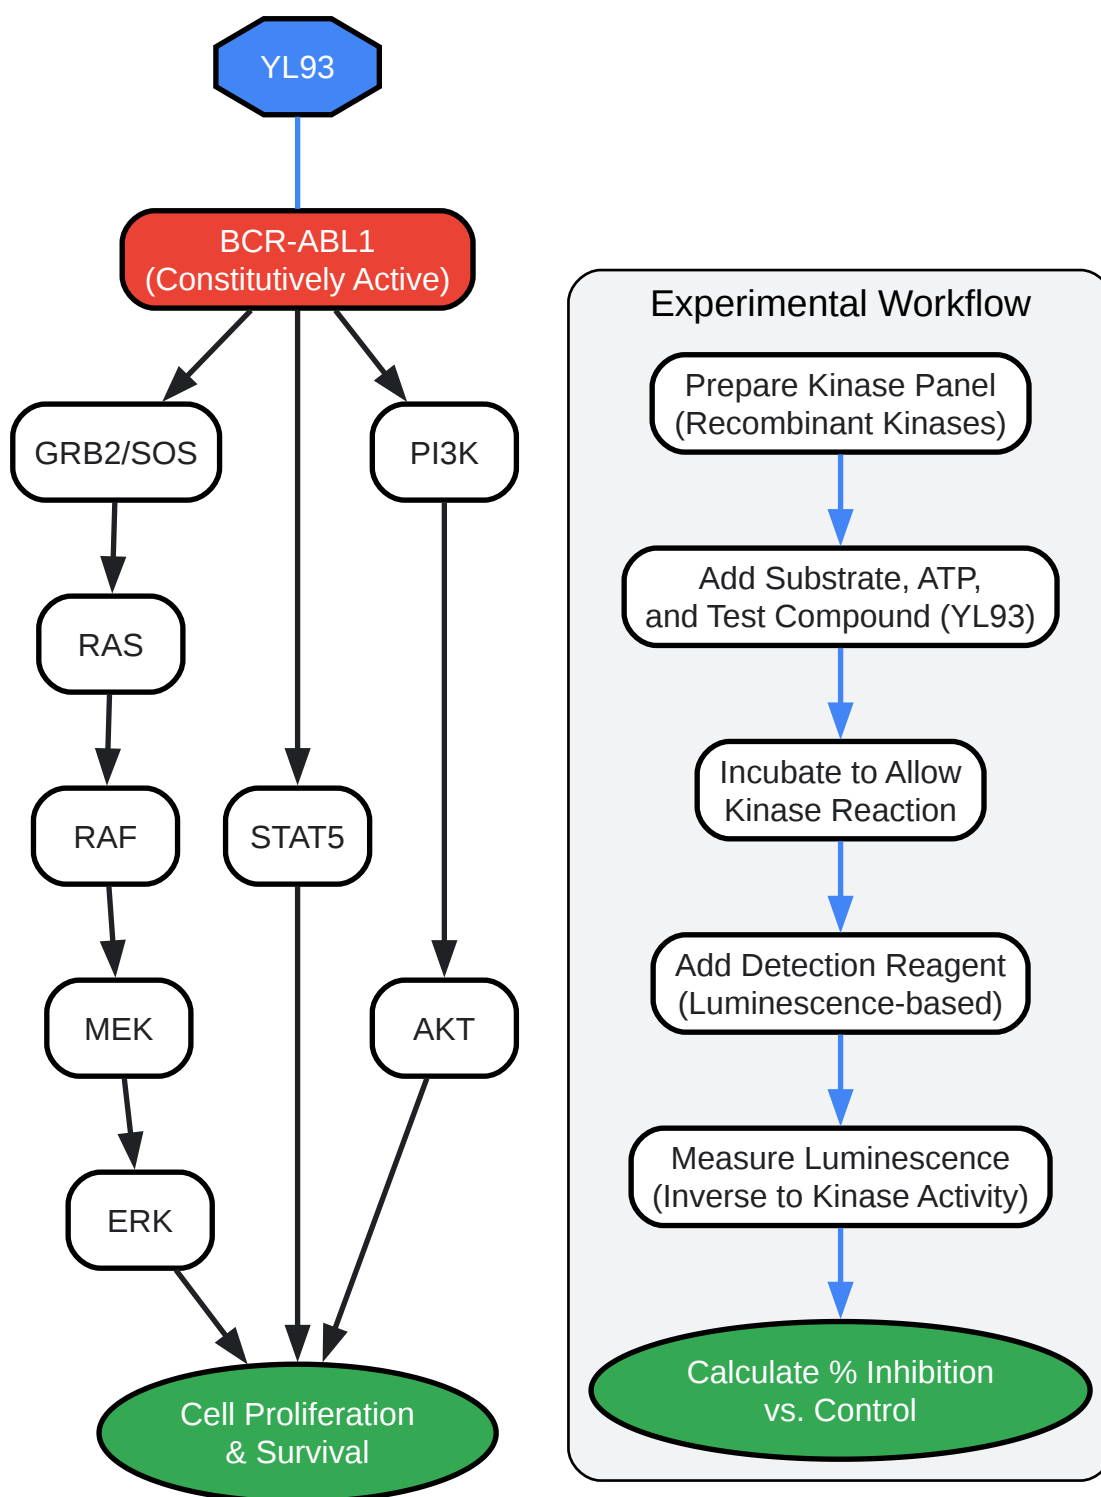 YL93
BCR-ABL1
(Constitutively Active)
GRB2/SOS
PI3K
RAS
RAF
STAT5
MEK
AKT
ERK
Cell Proliferation
& Survival
Experimental Workflow
Prepare Kinase Panel
(Recombinant Kinases)
Add Substrate, ATP,
and Test Compound (YL93)
Incubate to Allow
Kinase Reaction
Add Detection Reagent
(Luminescence-based)
Measure Luminescence
(Inverse to Kinase Activity)
Calculate % Inhibition
vs. Control